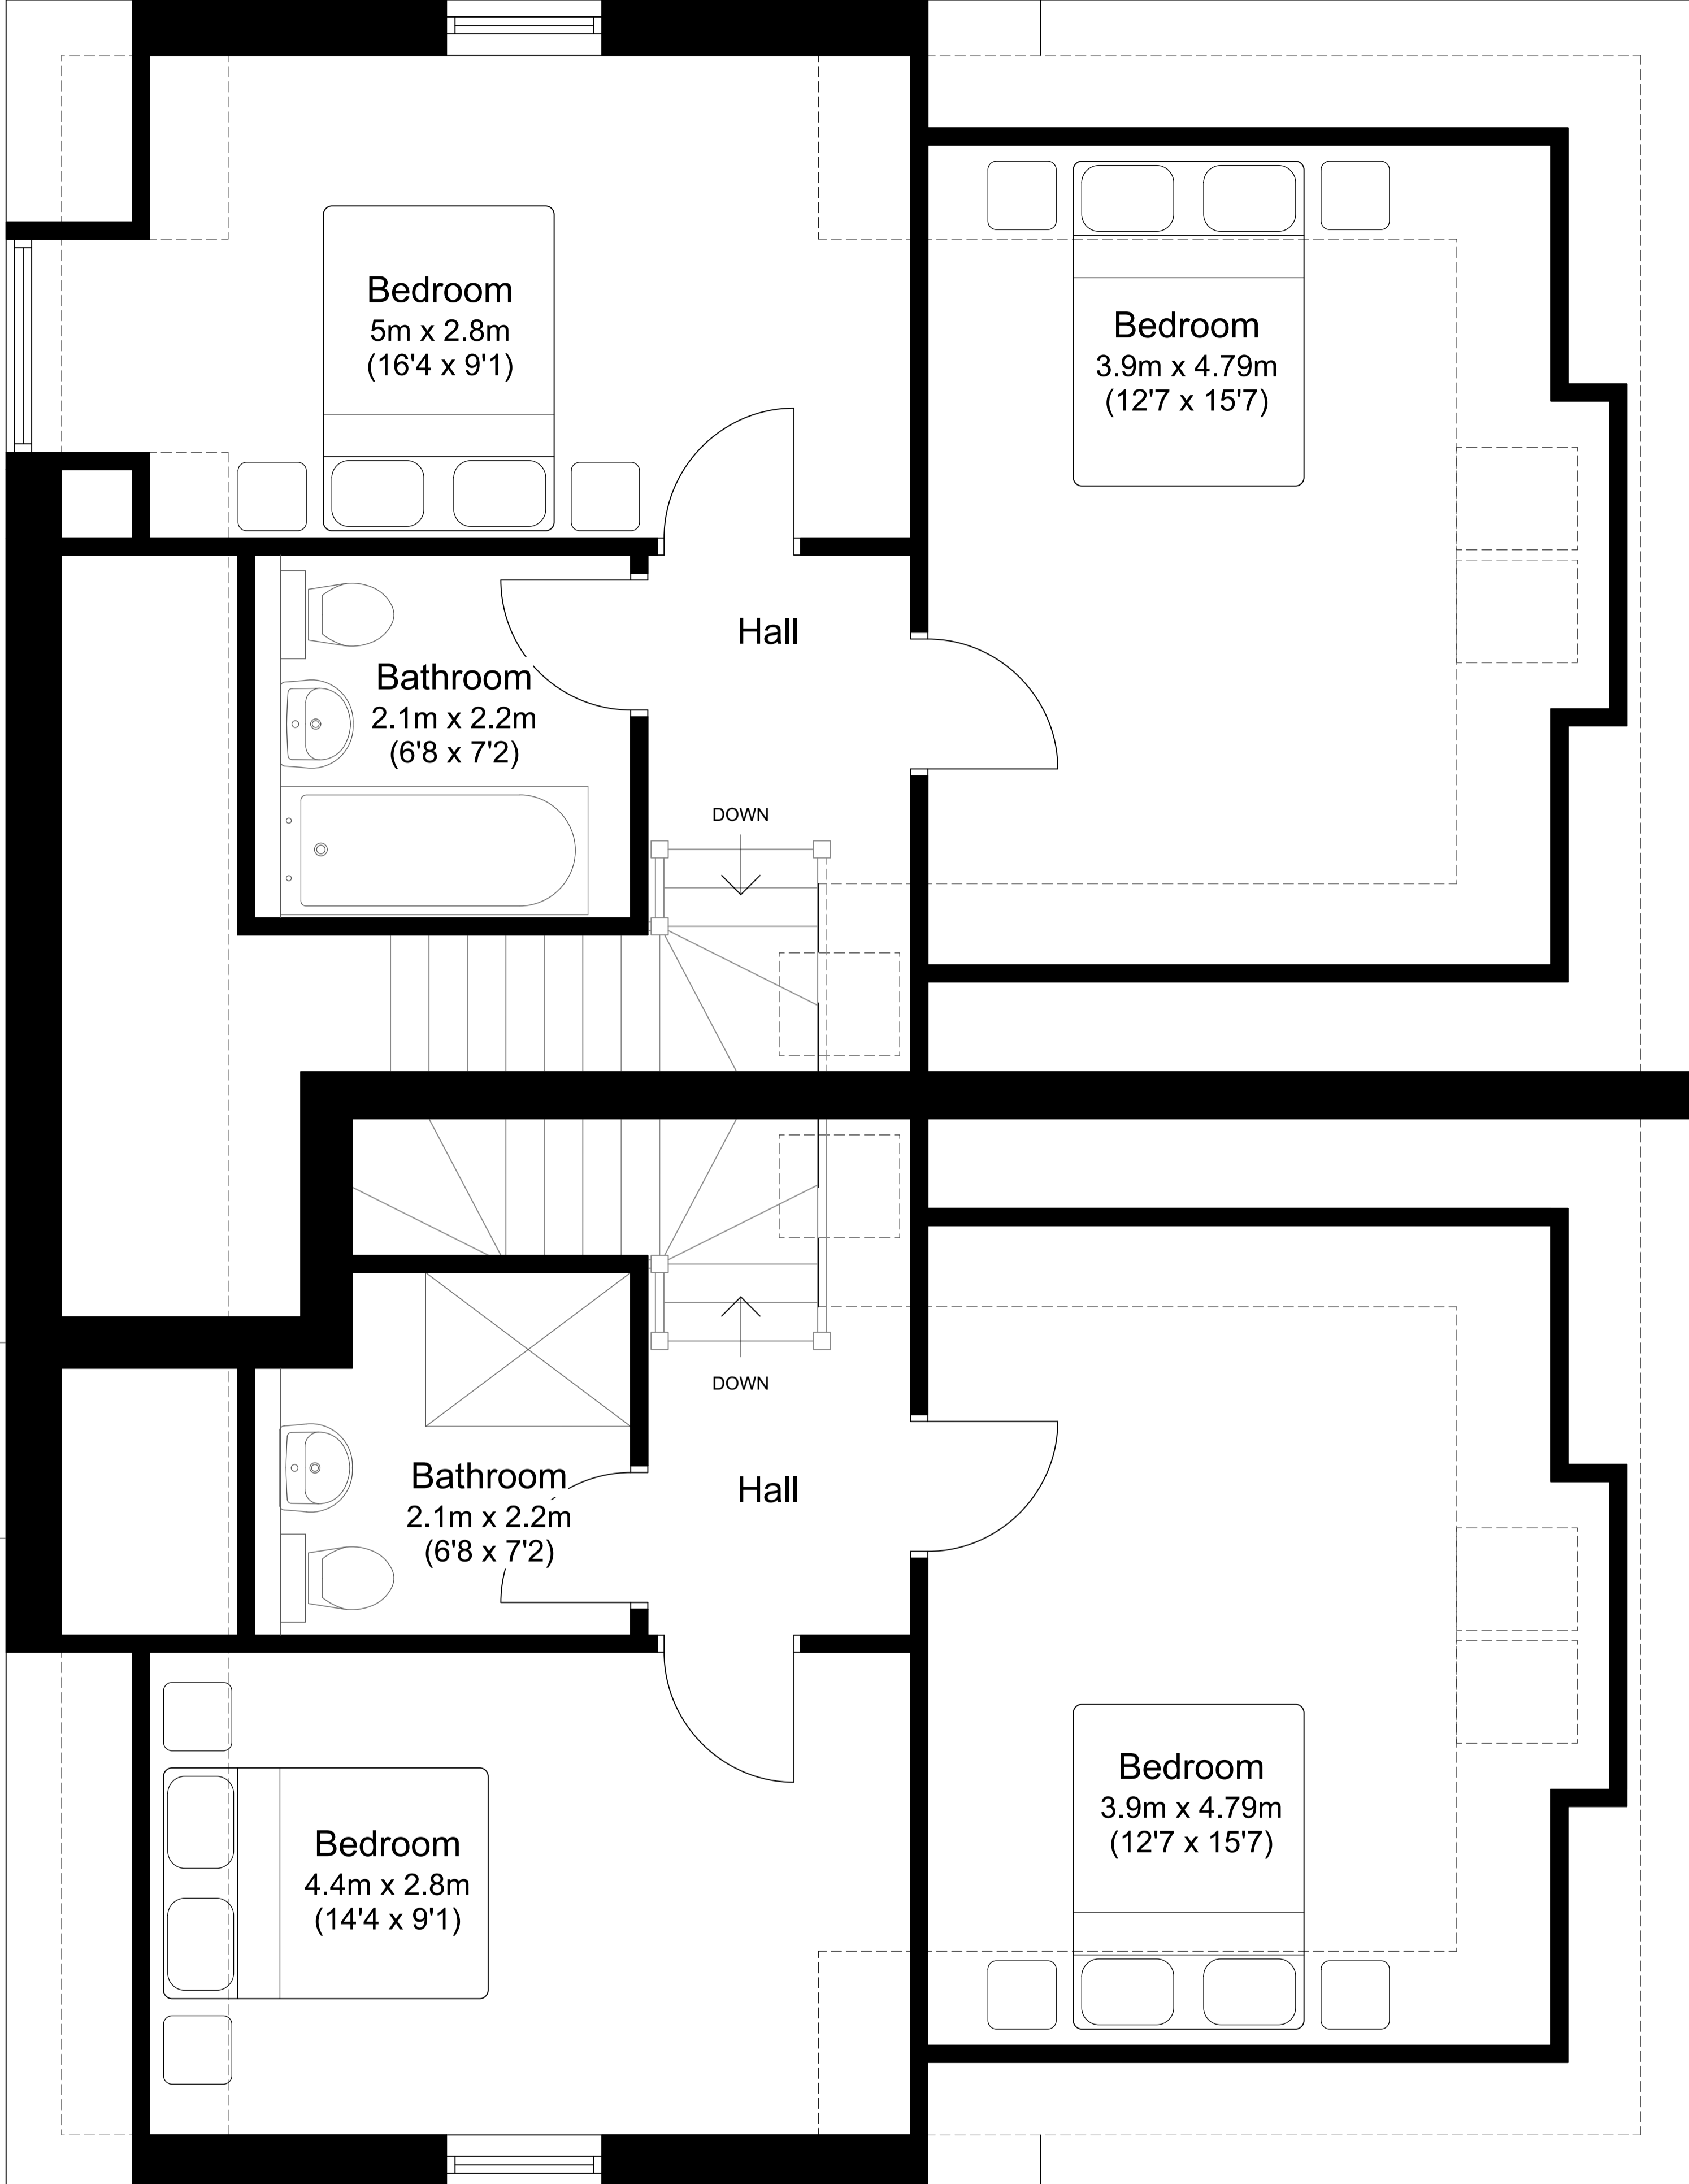 Bedroom
5m x 2.8m
(16'4 x 9'1)
Bedroom
3.9m x 4.79m
(12'7 x 15'7)
Hall
Bathroom
2.1m x 2.2m
(6'8 x 7'2)
DOWN
DOWN
Bathroom
2.1m x 2.2m
(6'8 x 7'2)
Hall
Bedroom
4.4m x 2.8m
(14'4 x 9'1)
Bedroom
3.9m x 4.79m
(12'7 x 15'7)